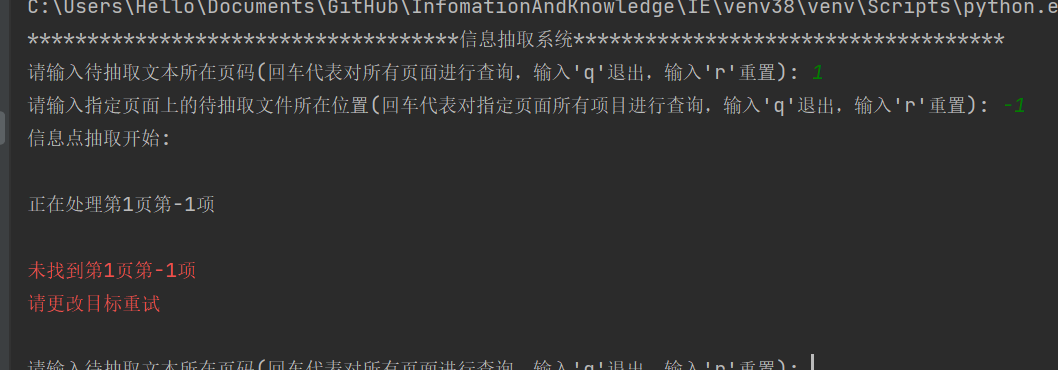 C:\Users\Hello\Documents\GitHub\InfomationAndKnowledge\IE\venv38\venv\Scripts\python.e
************************************信息抽取系统************************************
请输入待抽取文本所在页码(回车代表对所有页面进行查询，输入'q'退出，输入'r'重置): 1
请输入指定页面上的待抽取文件所在位置(回车代表对指定页面所有项目进行查询，输入'q'退出，输入'r'重置): -1
信息点抽取开始:
正在处理第1页第-1项
未找到第1页第-1项
请更改目标重试
请输入待抽取文本所在页码(回车代表对所有页面进行查询，输入'q'退出，输入'r'重置):